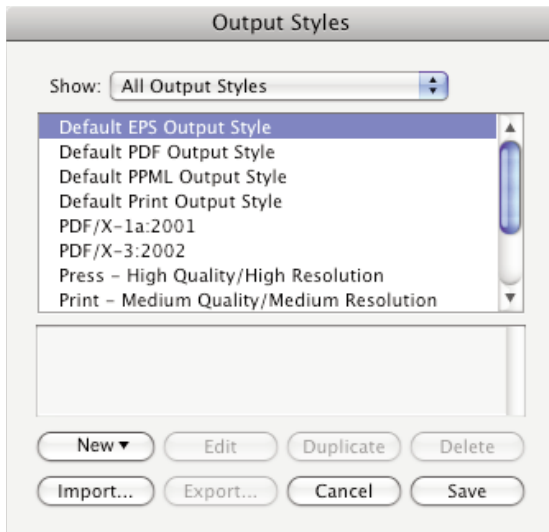 Output Styles
Show: All Output Styles
Default EPS Output Style
Default PDF Output Style
Default PPML Output Style
Default Print Output Style
PDF/X-1a:2001
PDF/X-3:2002
Press - High Quality/High Resolution
Print - Medium Quality/Medium Resolution
New Edit Duplicate Delete
Import... Export... Cancel Save